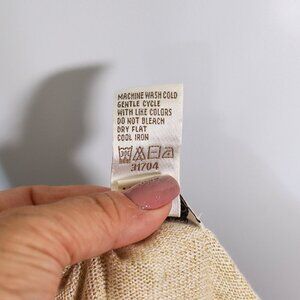 MACHINE WASH COLD
GENTLE CYCLE
WITH LIKE COLORS
DO NOT BLEACH
DRY FLAT
COOL IRON
31704